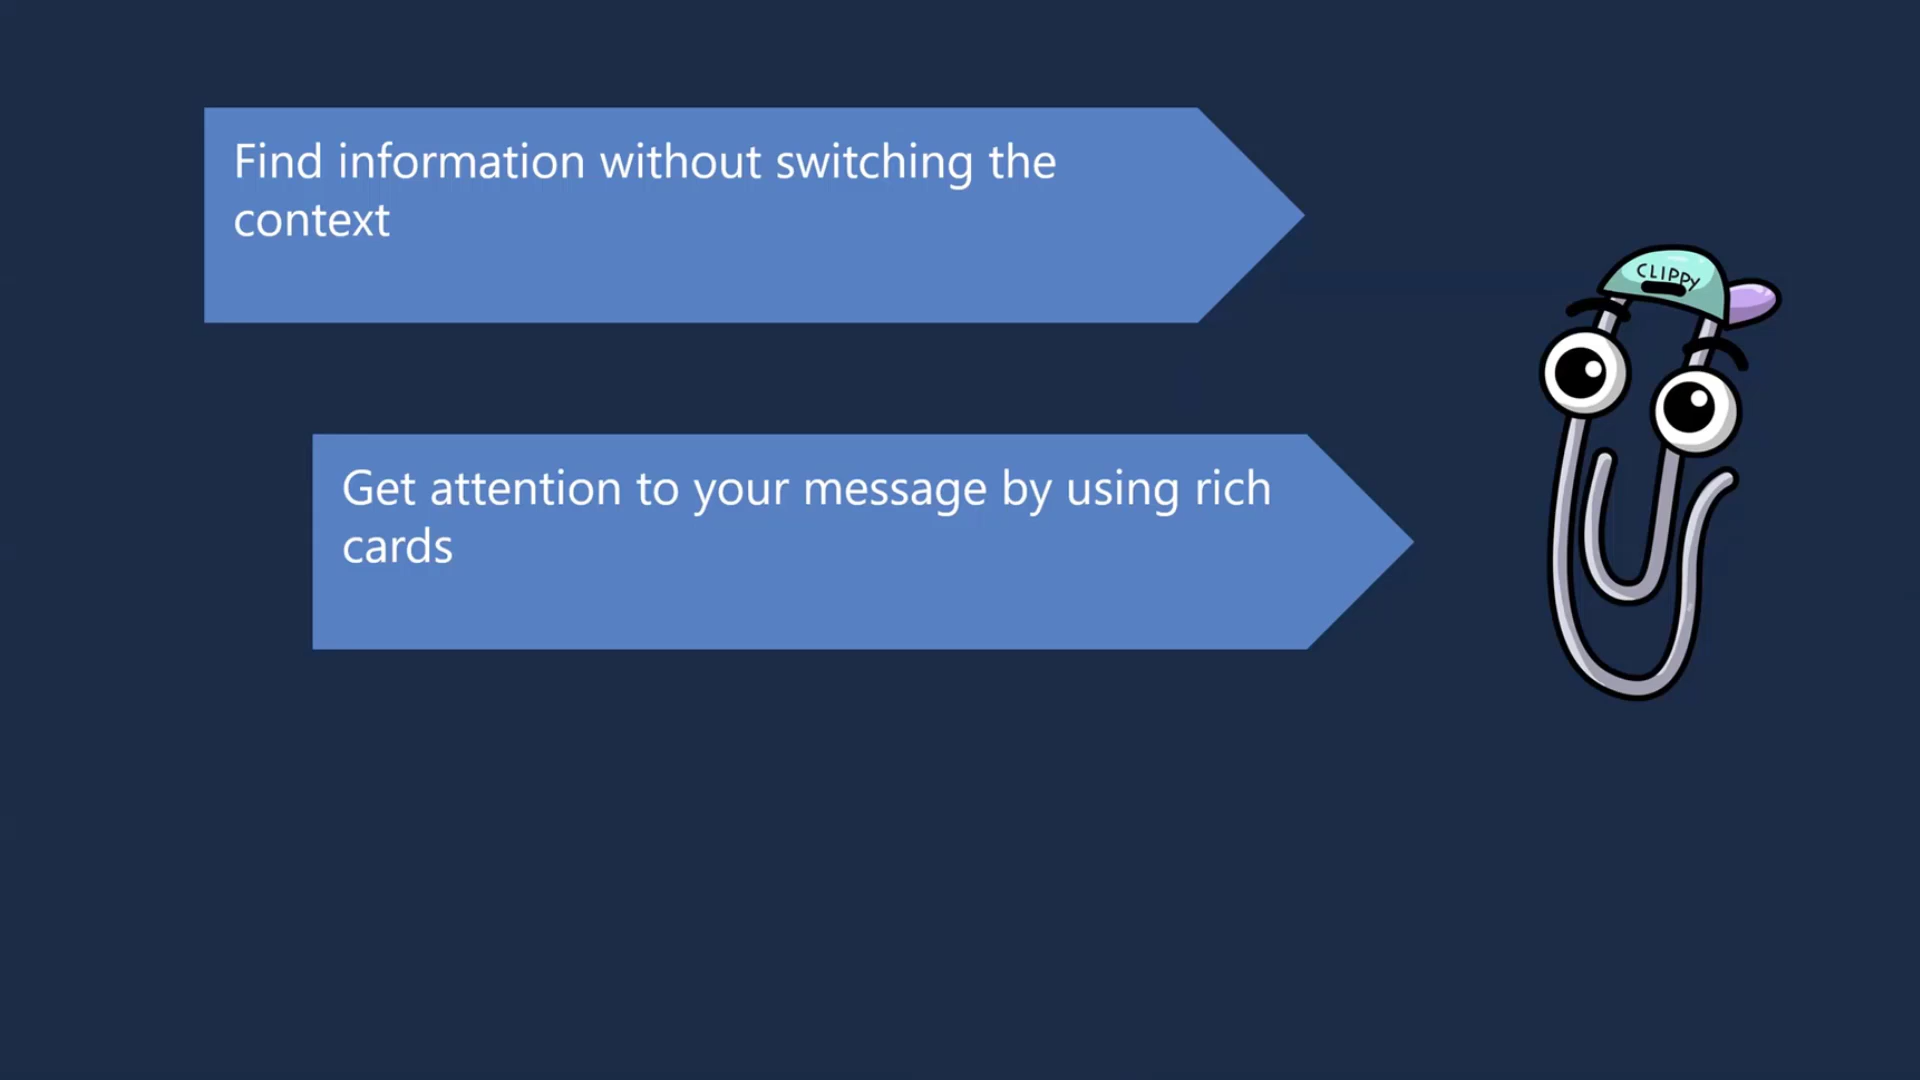 Find information without switching the
context
CLIPPY
Get attention to your message by using rich
cards